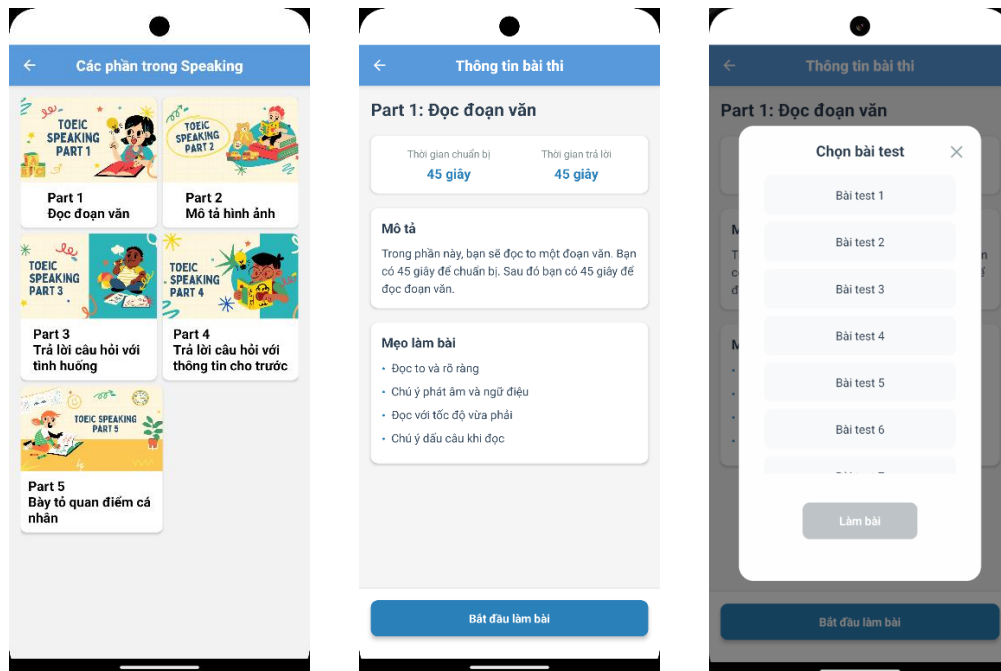 Các phần trong Speaking
TOEIC
SPEAKING
PART 1
Part 1
Đọc đoạn văn
TOEIC
SPEAKING
PART 2
Part 2
Mô tả hình ảnh
TOEIC
SPEAKING
PART 3
Part 3
Trả lời câu hỏi với
tình huống
TOEIC
SPEAKING
PART 4
Part 4
Trả lời câu hỏi với
thông tin cho trước
TOEIC SPEAKING
PART 5
Part 5
Bày tỏ quan điểm cá
nhân
Thông tin bài thi
Part 1: Đọc đoạn văn
Thời gian chuẩn bị
45 giây
Thời gian trả lời
45 giây
Mô tả
Trong phần này, bạn sẽ đọc to một đoạn văn. Bạn
có 45 giây để chuẩn bị. Sau đó bạn có 45 giây để
đọc đoạn văn.
Mẹo làm bài
• Đọc to và rõ ràng
• Chú ý phát âm và ngữ điệu
• Đọc với tốc độ vừa phải
• Chú ý dấu câu khi đọc
Bắt đầu làm bài
Thông tin bài thi
Part 1: Đọc đoạn văn
Chọn bài test
Bài test 1
Bài test 2
Bài test 3
Bài test 4
Bài test 5
Bài test 6
Làm bài
Bắt đầu làm bài